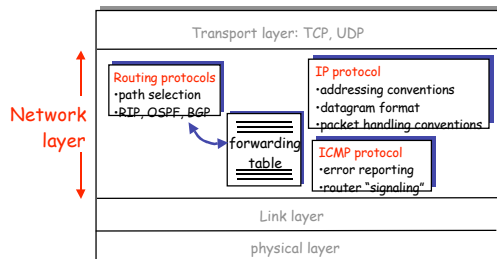 Transport layer: TCP, UDP
Network
layer
Routing protocols
•path selection
•RIP, OSPF, BGP
forwarding
table
IP protocol
•addressing conventions
•datagram format
•packet handling conventions
ICMP protocol
•error reporting
•router “signaling”
Link layer
physical layer